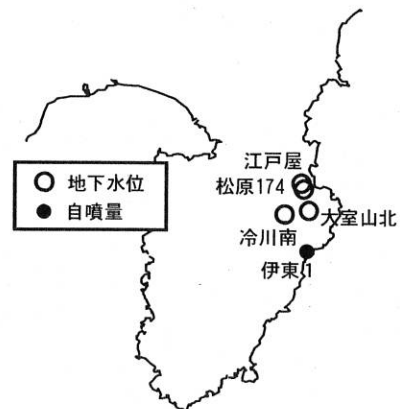 江戸屋
松原174
大室山北
冷川南
伊東1
地下水位
自噴量